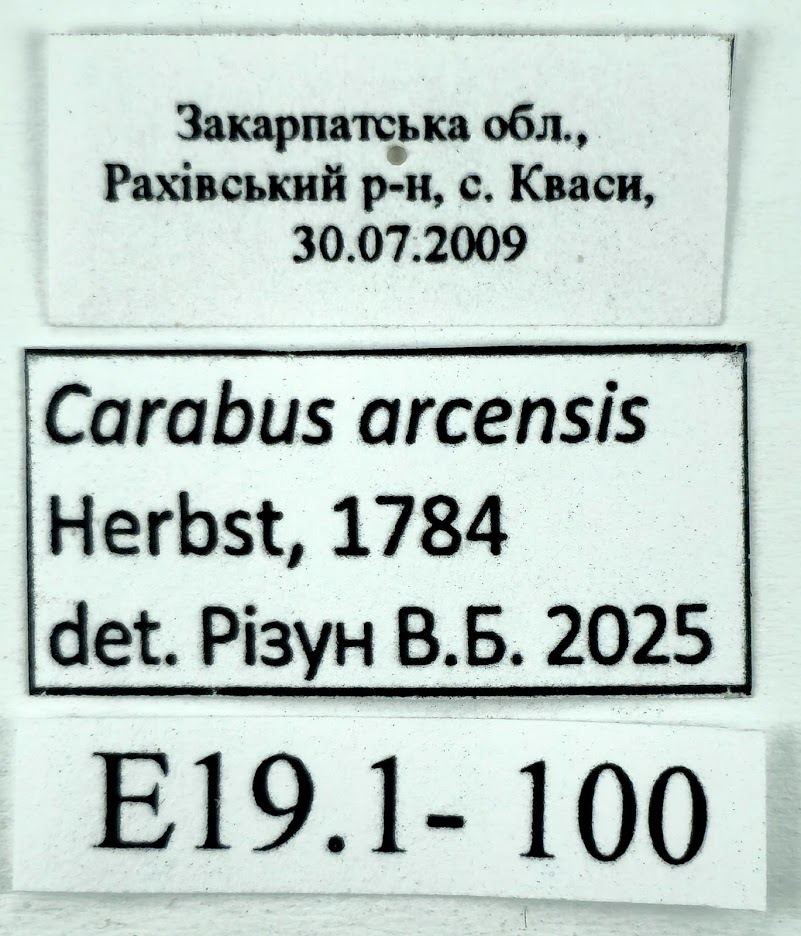 Закарпатська обл.,
Рахівський р-н, с. Кваси,
30.07.2009
Carabus arcensis
Herbst, 1784
det. Різун В.Б. 2025
E19.1- 100